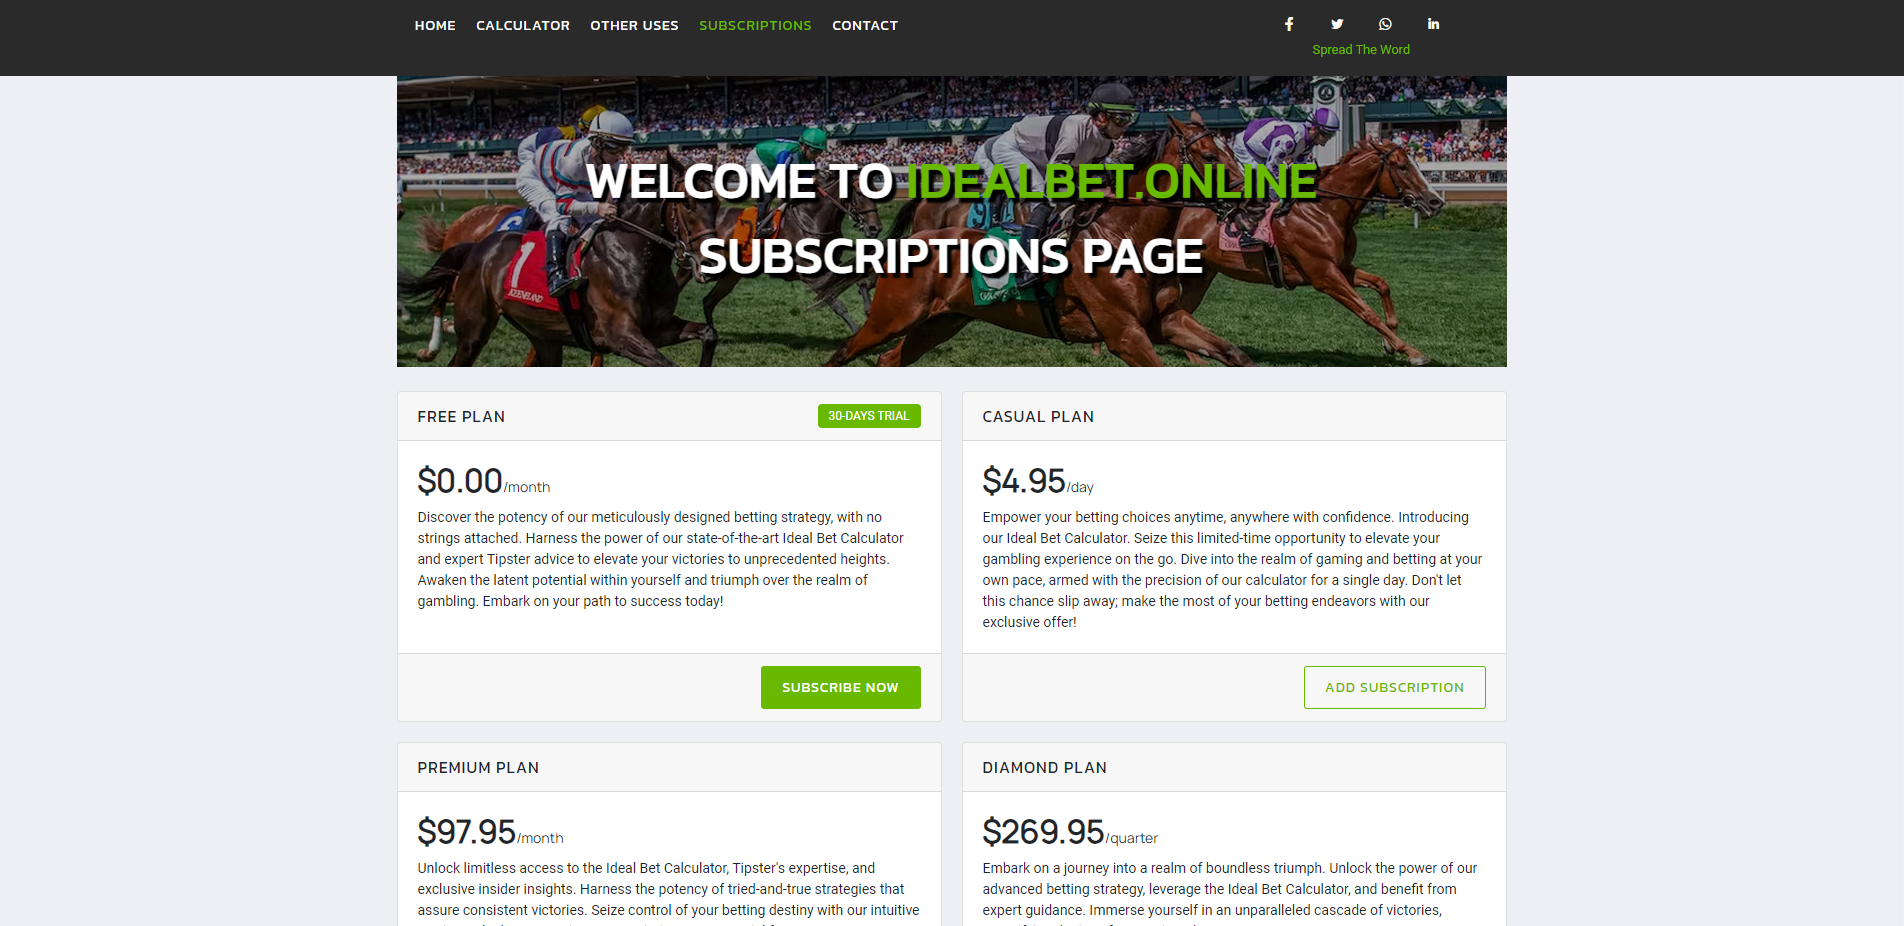 HOME CALCULATOR OTHER USES SUBSCRIPTIONS CONTACT
Spread The Word
WELCOME TO IDEALBET.ONLINE
SUBSCRIPTIONS PAGE
1
KEENELAND
FREE PLAN
30-DAYS TRIAL
$0.00/month
Discover the potency of our meticulously designed betting strategy, with no
strings attached. Harness the power of our state-of-the-art Ideal Bet Calculator
and expert Tipster advice to elevate your victories to unprecedented heights.
Awaken the latent potential within yourself and triumph over the realm of
gambling. Embark on your path to success today!
SUBSCRIBE NOW
CASUAL PLAN
$4.95/day
Empower your betting choices anytime, anywhere with confidence. Introducing
our Ideal Bet Calculator. Seize this limited-time opportunity to elevate your
gambling experience on the go. Dive into the realm of gaming and betting at your
own pace, armed with the precision of our calculator for a single day. Don't let
this chance slip away; make the most of your betting endeavors with our
exclusive offer!
ADD SUBSCRIPTION
PREMIUM PLAN
$97.95/month
Unlock limitless access to the Ideal Bet Calculator, Tipster's expertise, and
exclusive insider insights. Harness the potency of tried-and-true strategies that
assure consistent victories. Seize control of your betting destiny with our intuitive
DIAMOND PLAN
$269.95/quarter
Embark on a journey into a realm of boundless triumph. Unlock the power of our
advanced betting strategy, leverage the Ideal Bet Calculator, and benefit from
expert guidance. Immerse yourself in an unparalleled cascade of victories,